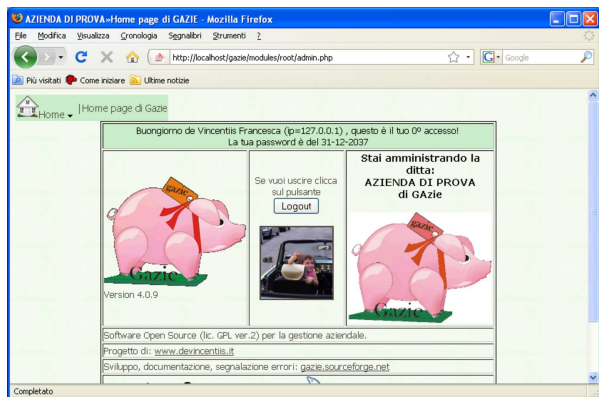 AZIENDA DI PROVA»Home page di GAZIE - Mozilla Firefox
File Modifica Visualizza Cronologia Segnalibri Strumenti ?
http://localhost/gazie/modules/root/admin.php
Google
Più visitati Come iniziare Ultime notizie
Home |Home page di Gazie
Buongiorno de Vincentiis Francesca (ip=127.0.0.1) , questo è il tuo 0º accesso!
La tua password è del 31-12-2037
gazie
Gazie
Version 4.0.9
Se vuoi uscire clicca
sul pulsante
Logout
Stai amministrando la
ditta:
AZIENDA DI PROVA
di GAzie
gazie
Gazie
Software Open Source (lic. GPL ver.2) per la gestione aziendale.
Progetto di: www.devincentiis.it
Sviluppo, documentazione, segnalazione errori: gazie.sourceforge.net
Completato